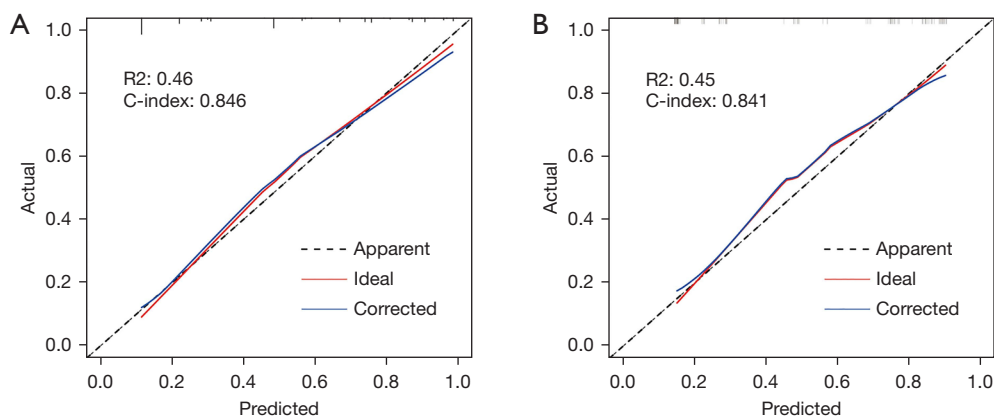 A
1.0
0.8
0.6
0.4
0.2
0.0
Actual
R2: 0.46
C-index: 0.846
Apparent
Ideal
Corrected
0.0 0.2 0.4 0.6 0.8 1.0
Predicted
B
1.0
0.8
0.6
0.4
0.2
0.0
Actual
R2: 0.45
C-index: 0.841
Apparent
Ideal
Corrected
0.0 0.2 0.4 0.6 0.8 1.0
Predicted